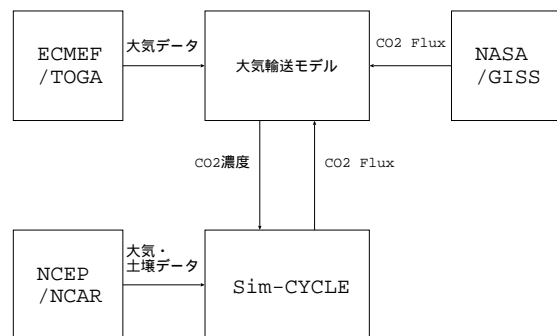 ECMEF
/TOGA
大気データ
大気輸送モデル
CO2 Flux
NASA
/GISS
CO2濃度
CO2 Flux
NCEP
/NCAR
大気・
土壌データ
Sim-CYCLE